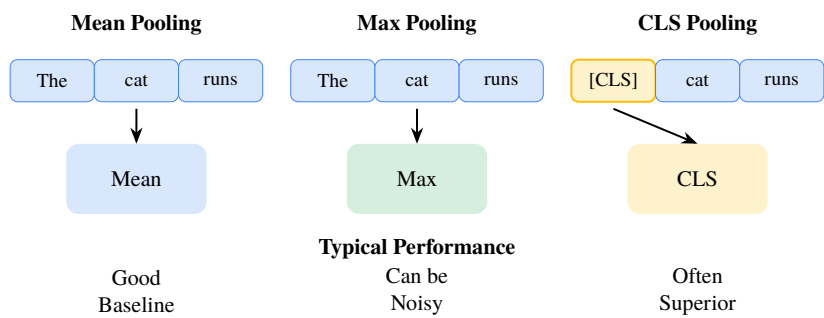 Mean Pooling
Max Pooling
CLS Pooling
The cat runs
The cat runs
[CLS] cat runs
Mean
Max
CLS
Typical Performance
Good
Baseline
Can be
Noisy
Often
Superior